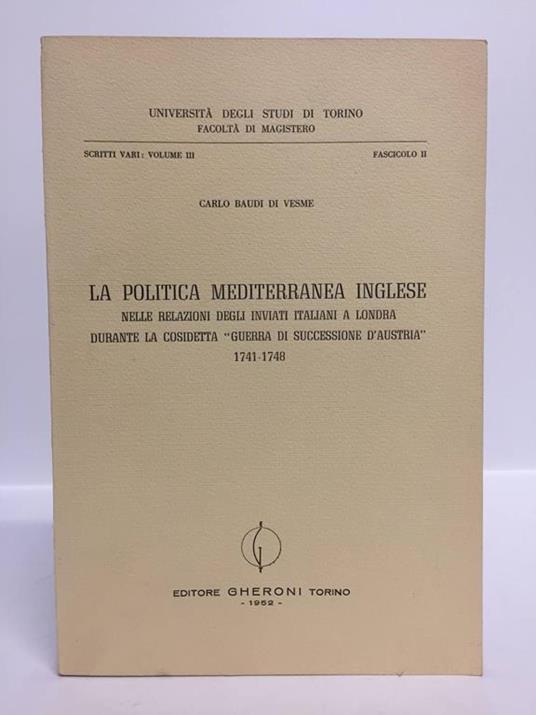 UNIVERSITÀ DEGLI STUDI DI TORINO
FACOLTÀ DI MAGISTERO
SCRITTI VARI: VOLUME III FASCICOLO II
CARLO BAUDI DI VESME
LA POLITICA MEDITERRANEA INGLESE
NELLE RELAZIONI DEGLI INVIATI ITALIANI A LONDRA
DURANTE LA COSIDETTA "GUERRA DI SUCCESSIONE D'AUSTRIA"
1741-1748
EDITORE GHERONI TORINO
- 1952 -